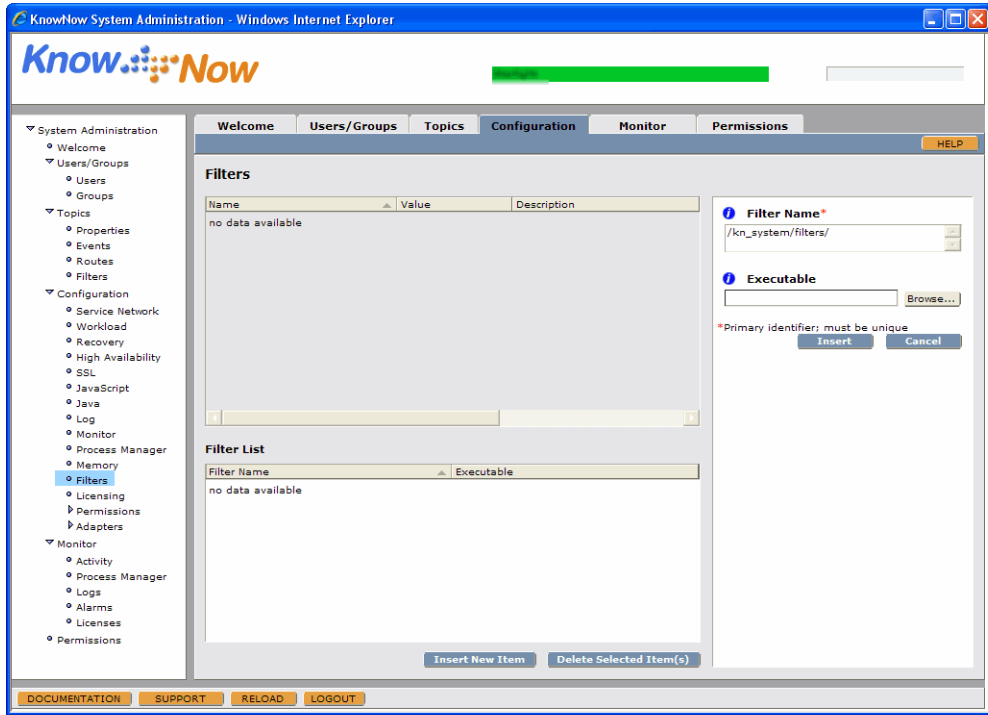 KnowNow System Administration - Windows Internet Explorer
KnowNow
Welcome
Users/Groups
Topics
Configuration
Monitor
Permissions
HELP
System Administration
Welcome
Users/Groups
Users
Groups
Topics
Properties
Events
Routes
Filters
Configuration
Service Network
Workload
Recovery
High Availability
SSL
JavaScript
Java
Log
Monitor
Process Manager
Memory
Filters
Licensing
Permissions
Adapters
Monitor
Activity
Process Manager
Logs
Alarms
Licenses
Permissions
Filters
Name Value Description
no data available
Filter List
Filter Name Executable
no data available
Insert New Item Delete Selected Item(s)
Filter Name*
/kn_system/filters/
Executable
Browse...
*Primary identifier; must be unique
Insert Cancel
DOCUMENTATION SUPPORT RELOAD LOGOUT